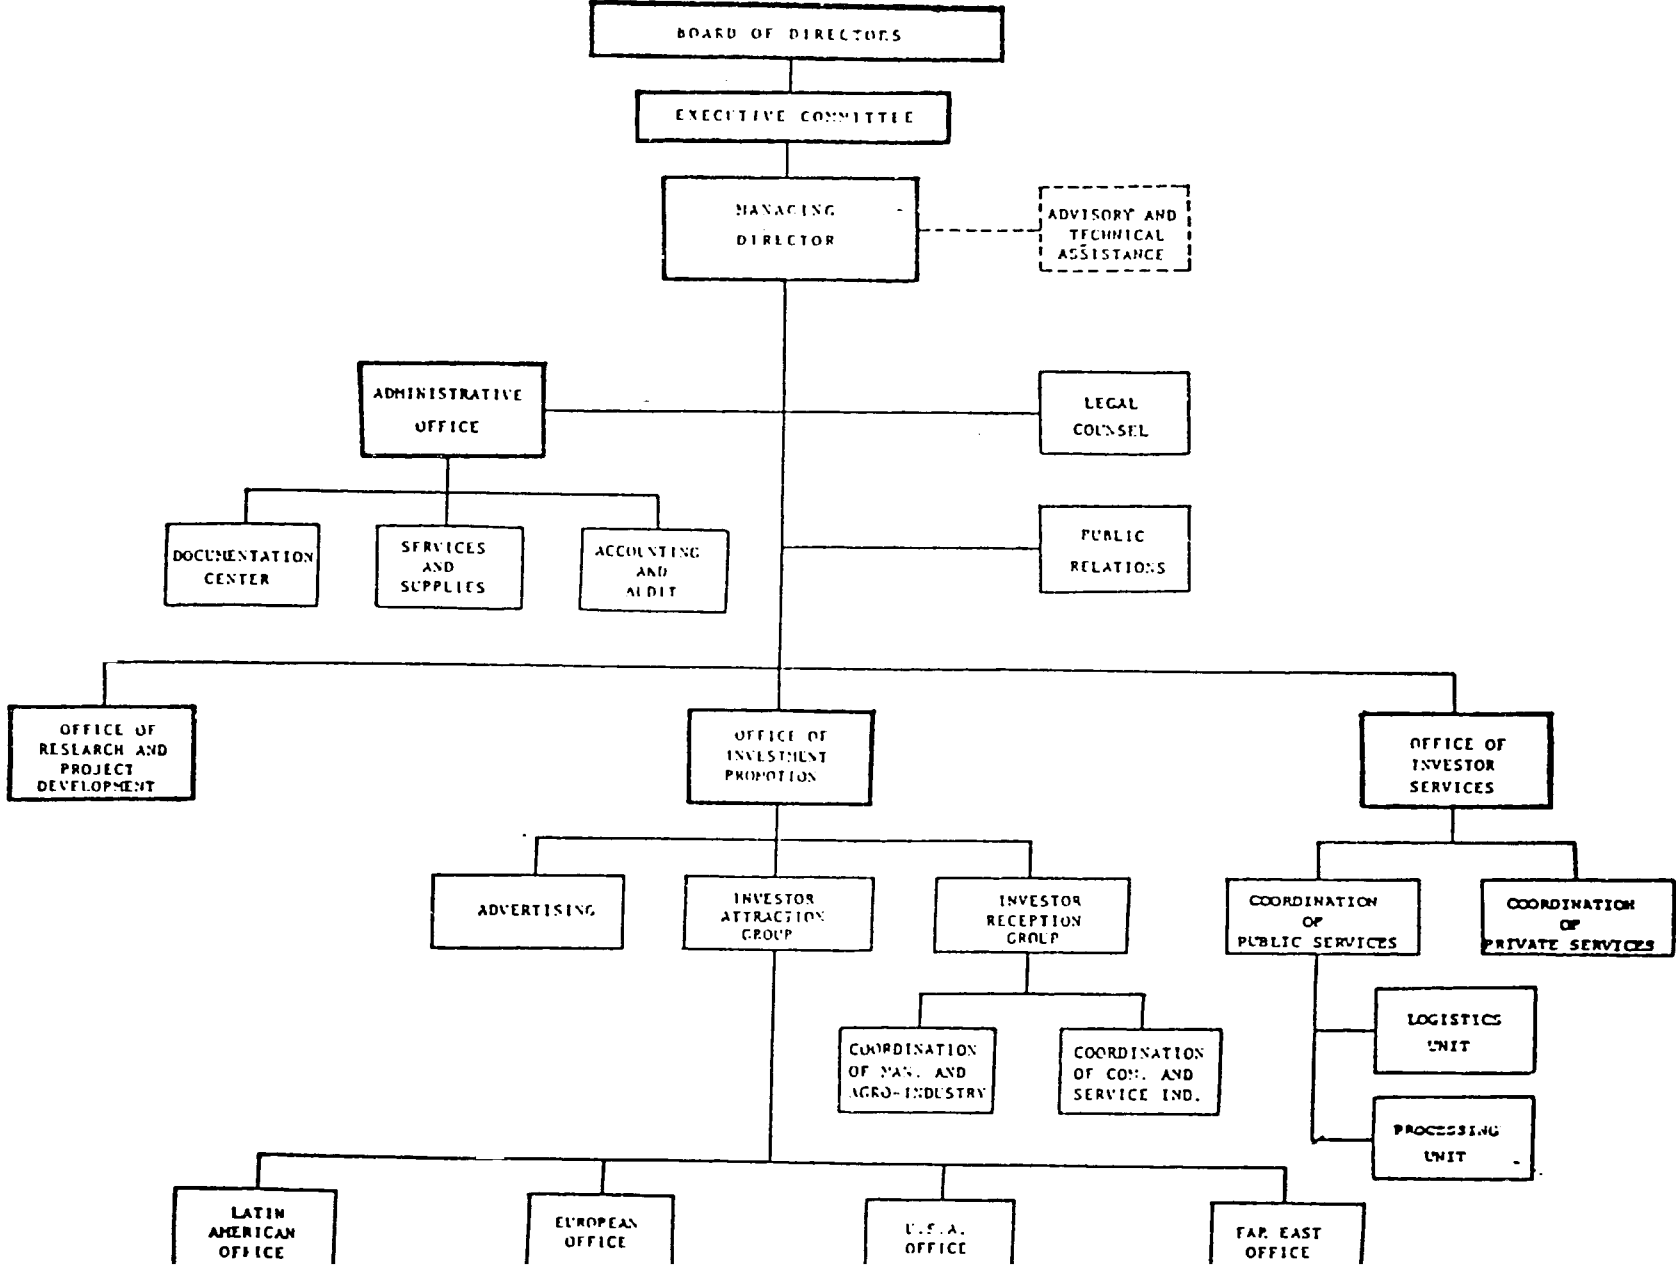 BOARD OF DIRECTORS
EXECUTIVE COMMITTEE
MANAGING
DIRECTOR
ADVISORY AND
TECHNICAL
ASSISTANCE
ADMINISTRATIVE
OFFICE
LEGAL
COUNSEL
DOCUMENTATION
CENTER
SERVICES
AND
SUPPLIES
ACCOUNTING
AND
AUDIT
PUBLIC
RELATIONS
OFFICE OF
RESEARCH AND
PROJECT
DEVELOPMENT
OFFICE OF
INVESTMENT
PROMOTION
OFFICE OF
INVESTOR
SERVICES
ADVERTISING
INVESTOR
ATTRACTION
GROUP
INVESTOR
RECEPTION
GROUP
COORDINATION
OF
PUBLIC SERVICES
COORDINATION
OF
PRIVATE SERVICES
COORDINATION
OF MAN. AND
AGRO-INDUSTRY
COORDINATION
OF COM. AND
SERVICE IND.
LOGISTICS
UNIT
PROCESSING
UNIT
LATIN
AMERICAN
OFFICE
EUROPEAN
OFFICE
U.S.A.
OFFICE
FAR EAST
OFFICE